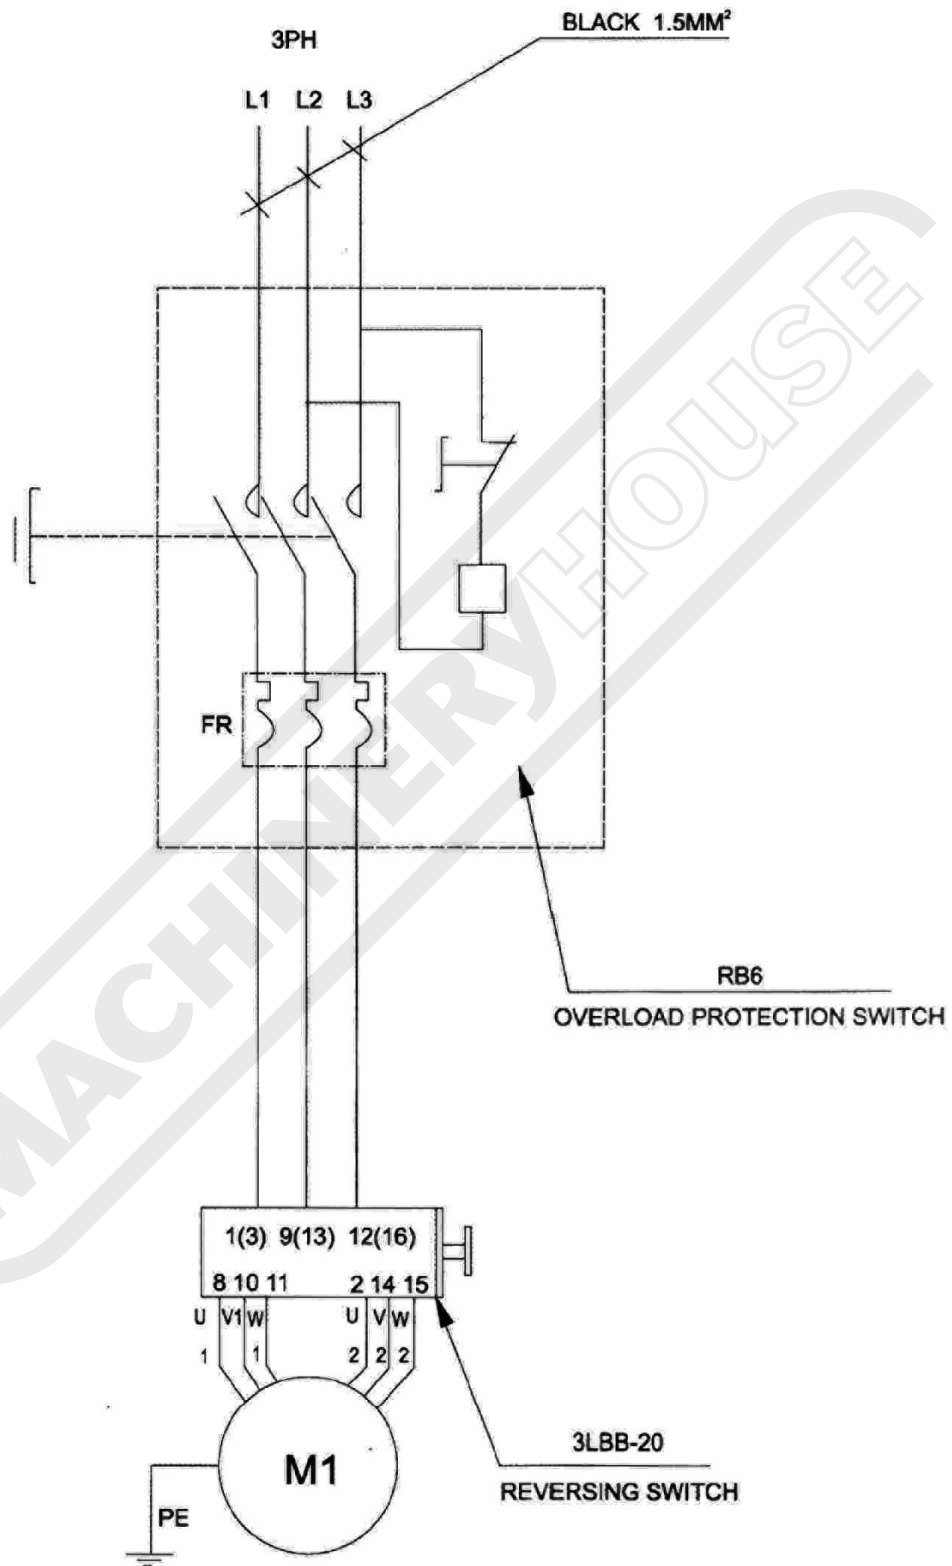 BLACK 1.5MM²
3PH
L1 L2 L3
FR
RB6
OVERLOAD PROTECTION SWITCH
1(3) 9(13) 12(16)
8 10 11 2 14 15
U V1 W U V W
1 1 2 2 2
M1
3LBB-20
REVERSING SWITCH
PE
MACHINERYHOUSE